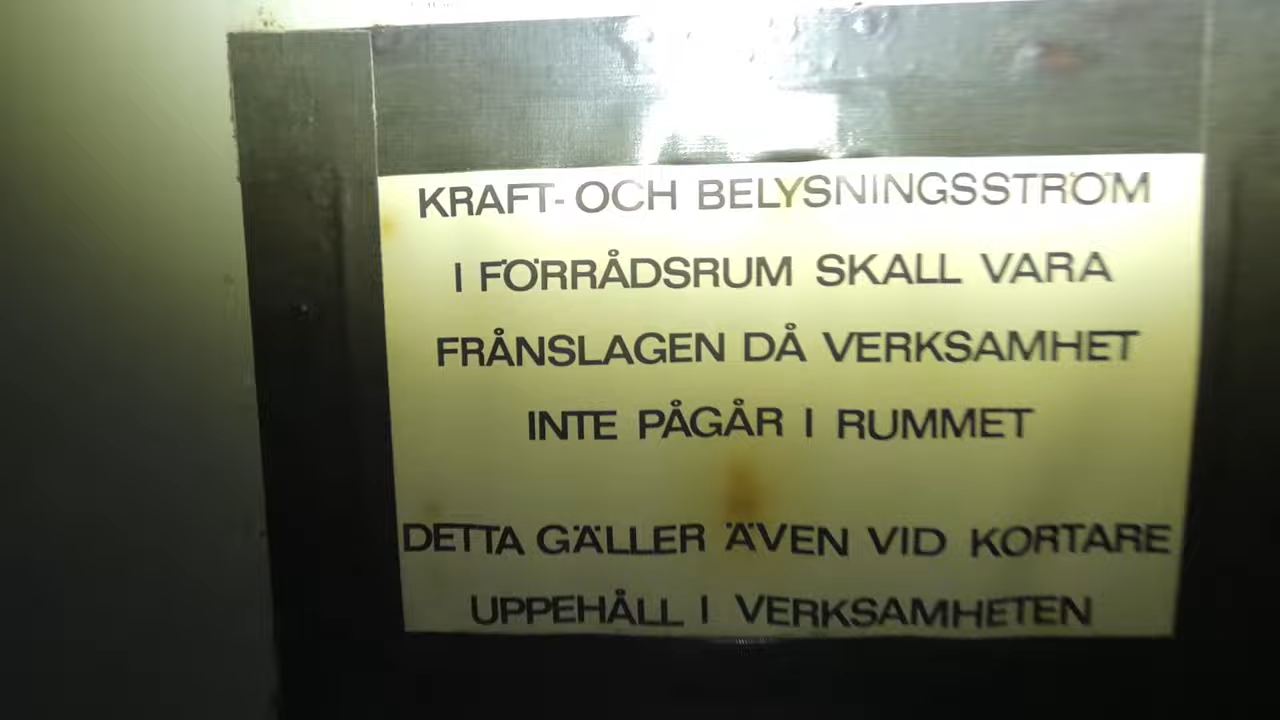 KRAFT- OCH BELYSNINGSSTRÖM
I FÖRRÅDSRUM SKALL VARA
FRÅNSLAGEN DÅ VERKSAMHET
INTE PÅGÅR I RUMMET
DETTA GÄLLER ÄVEN VID KORTARE
UPPEHÅLL I VERKSAMHETEN